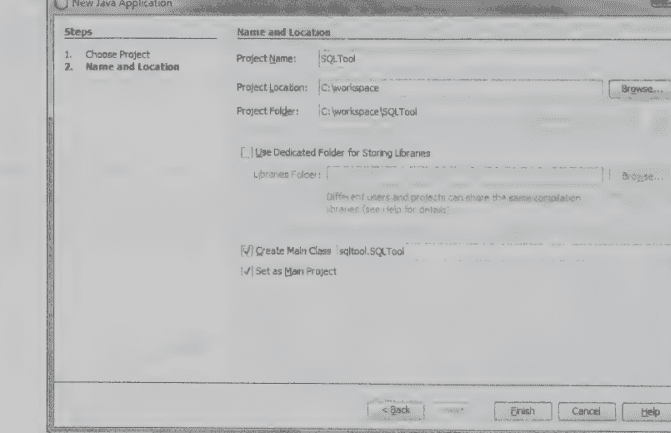 New Java Application
Steps
1. Choose Project
2. Name and Location
Name and Location
Project Name: SQLTool
Project Location: C:\workspace
Browse...
Project Folder: C:\workspace\SQLTool
Use Dedicated Folder for Storing Libraries
Libraries Folder:
Browse...
Different users and projects can share the same compilation
libraries (see Help for details)
Create Main Class sqltool.SQLTool
Set as Main Project
< Back
Finish
Cancel
Help